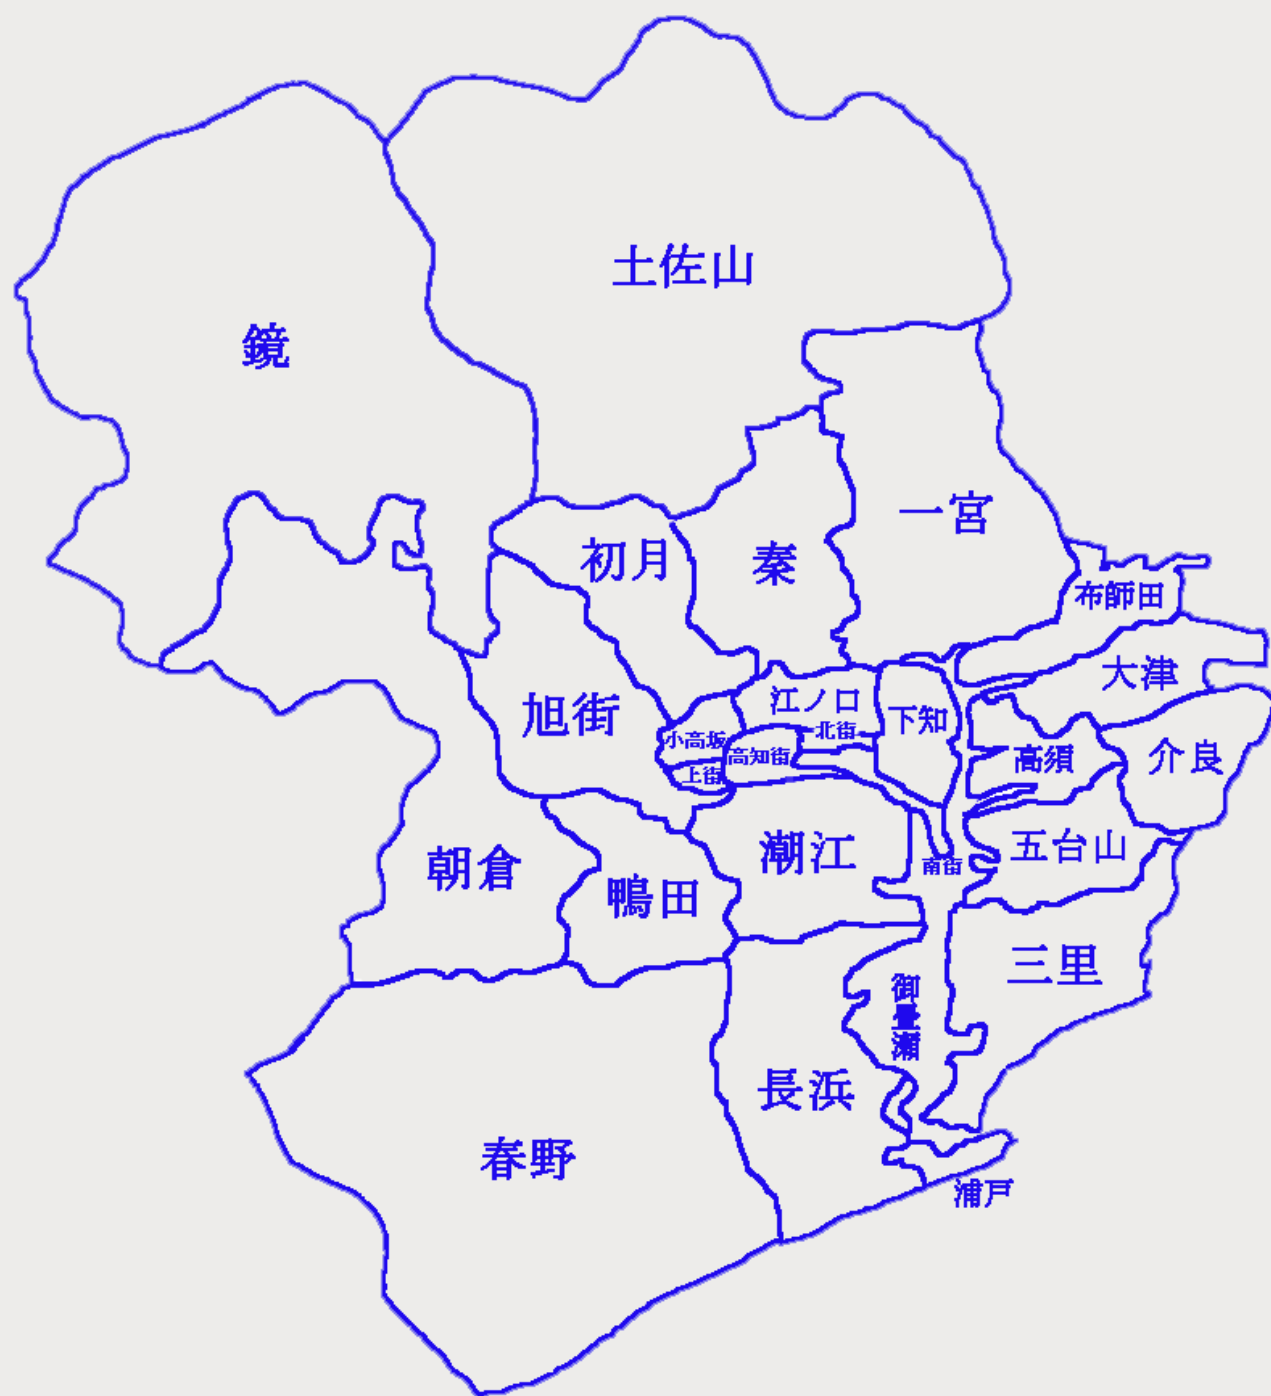 土佐山
鏡
一宮
初月
秦
布師田
大津
旭街
江ノ口
下知
小高坂
北街
高知街
上街
高須
介良
潮江
南街
五台山
朝倉
鴨田
三里
御畳瀬
長浜
春野
浦戸